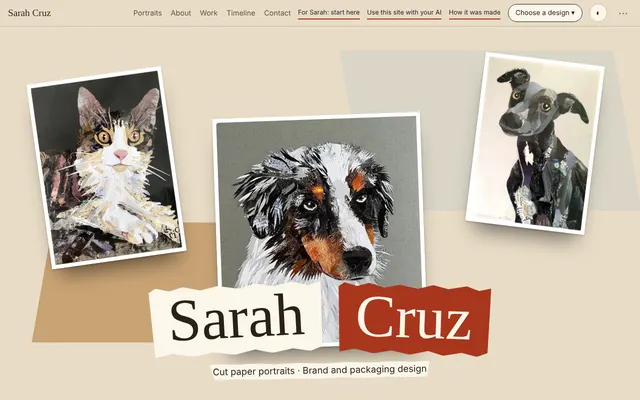 Sarah Cruz
Portraits About Work Timeline Contact For Sarah: start here Use this site with your AI How it was made Choose a design ▾
Sarah Cruz
Cut paper portraits · Brand and packaging design